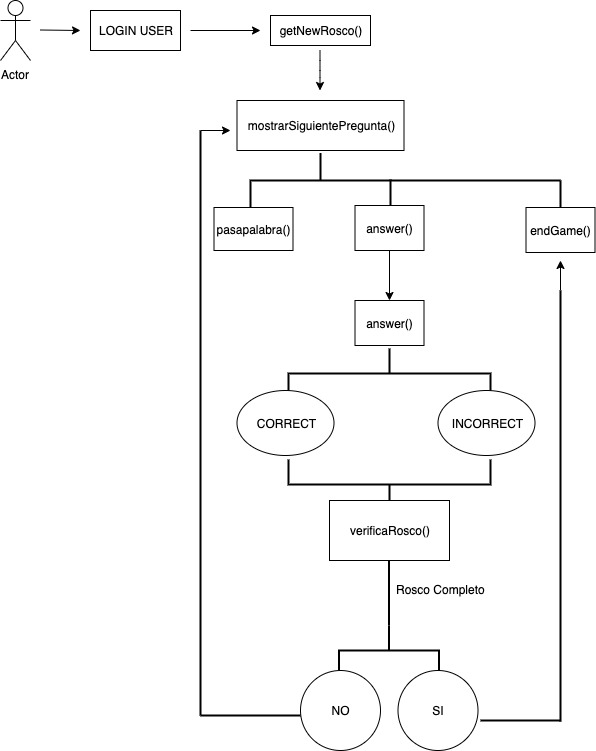 LOGIN USER
getNewRosco()
Actor
mostrarSiguientePregunta()
pasapalabra()
answer()
endGame()
answer()
CORRECT
INCORRECT
verificaRosco()
Rosco Completo
NO
SI